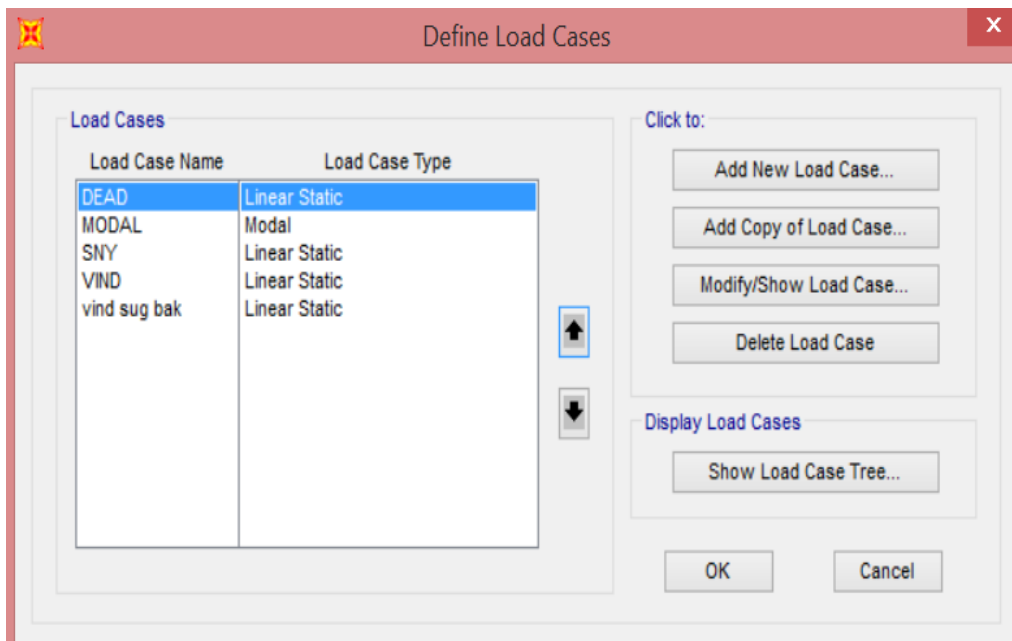 Define Load Cases
X
Load Cases
Load Case Name Load Case Type
DEAD Linear Static
MODAL Modal
SNY Linear Static
VIND Linear Static
vind sug bak Linear Static
Click to:
Add New Load Case...
Add Copy of Load Case...
Modify/Show Load Case...
Delete Load Case
Display Load Cases
Show Load Case Tree...
OK Cancel